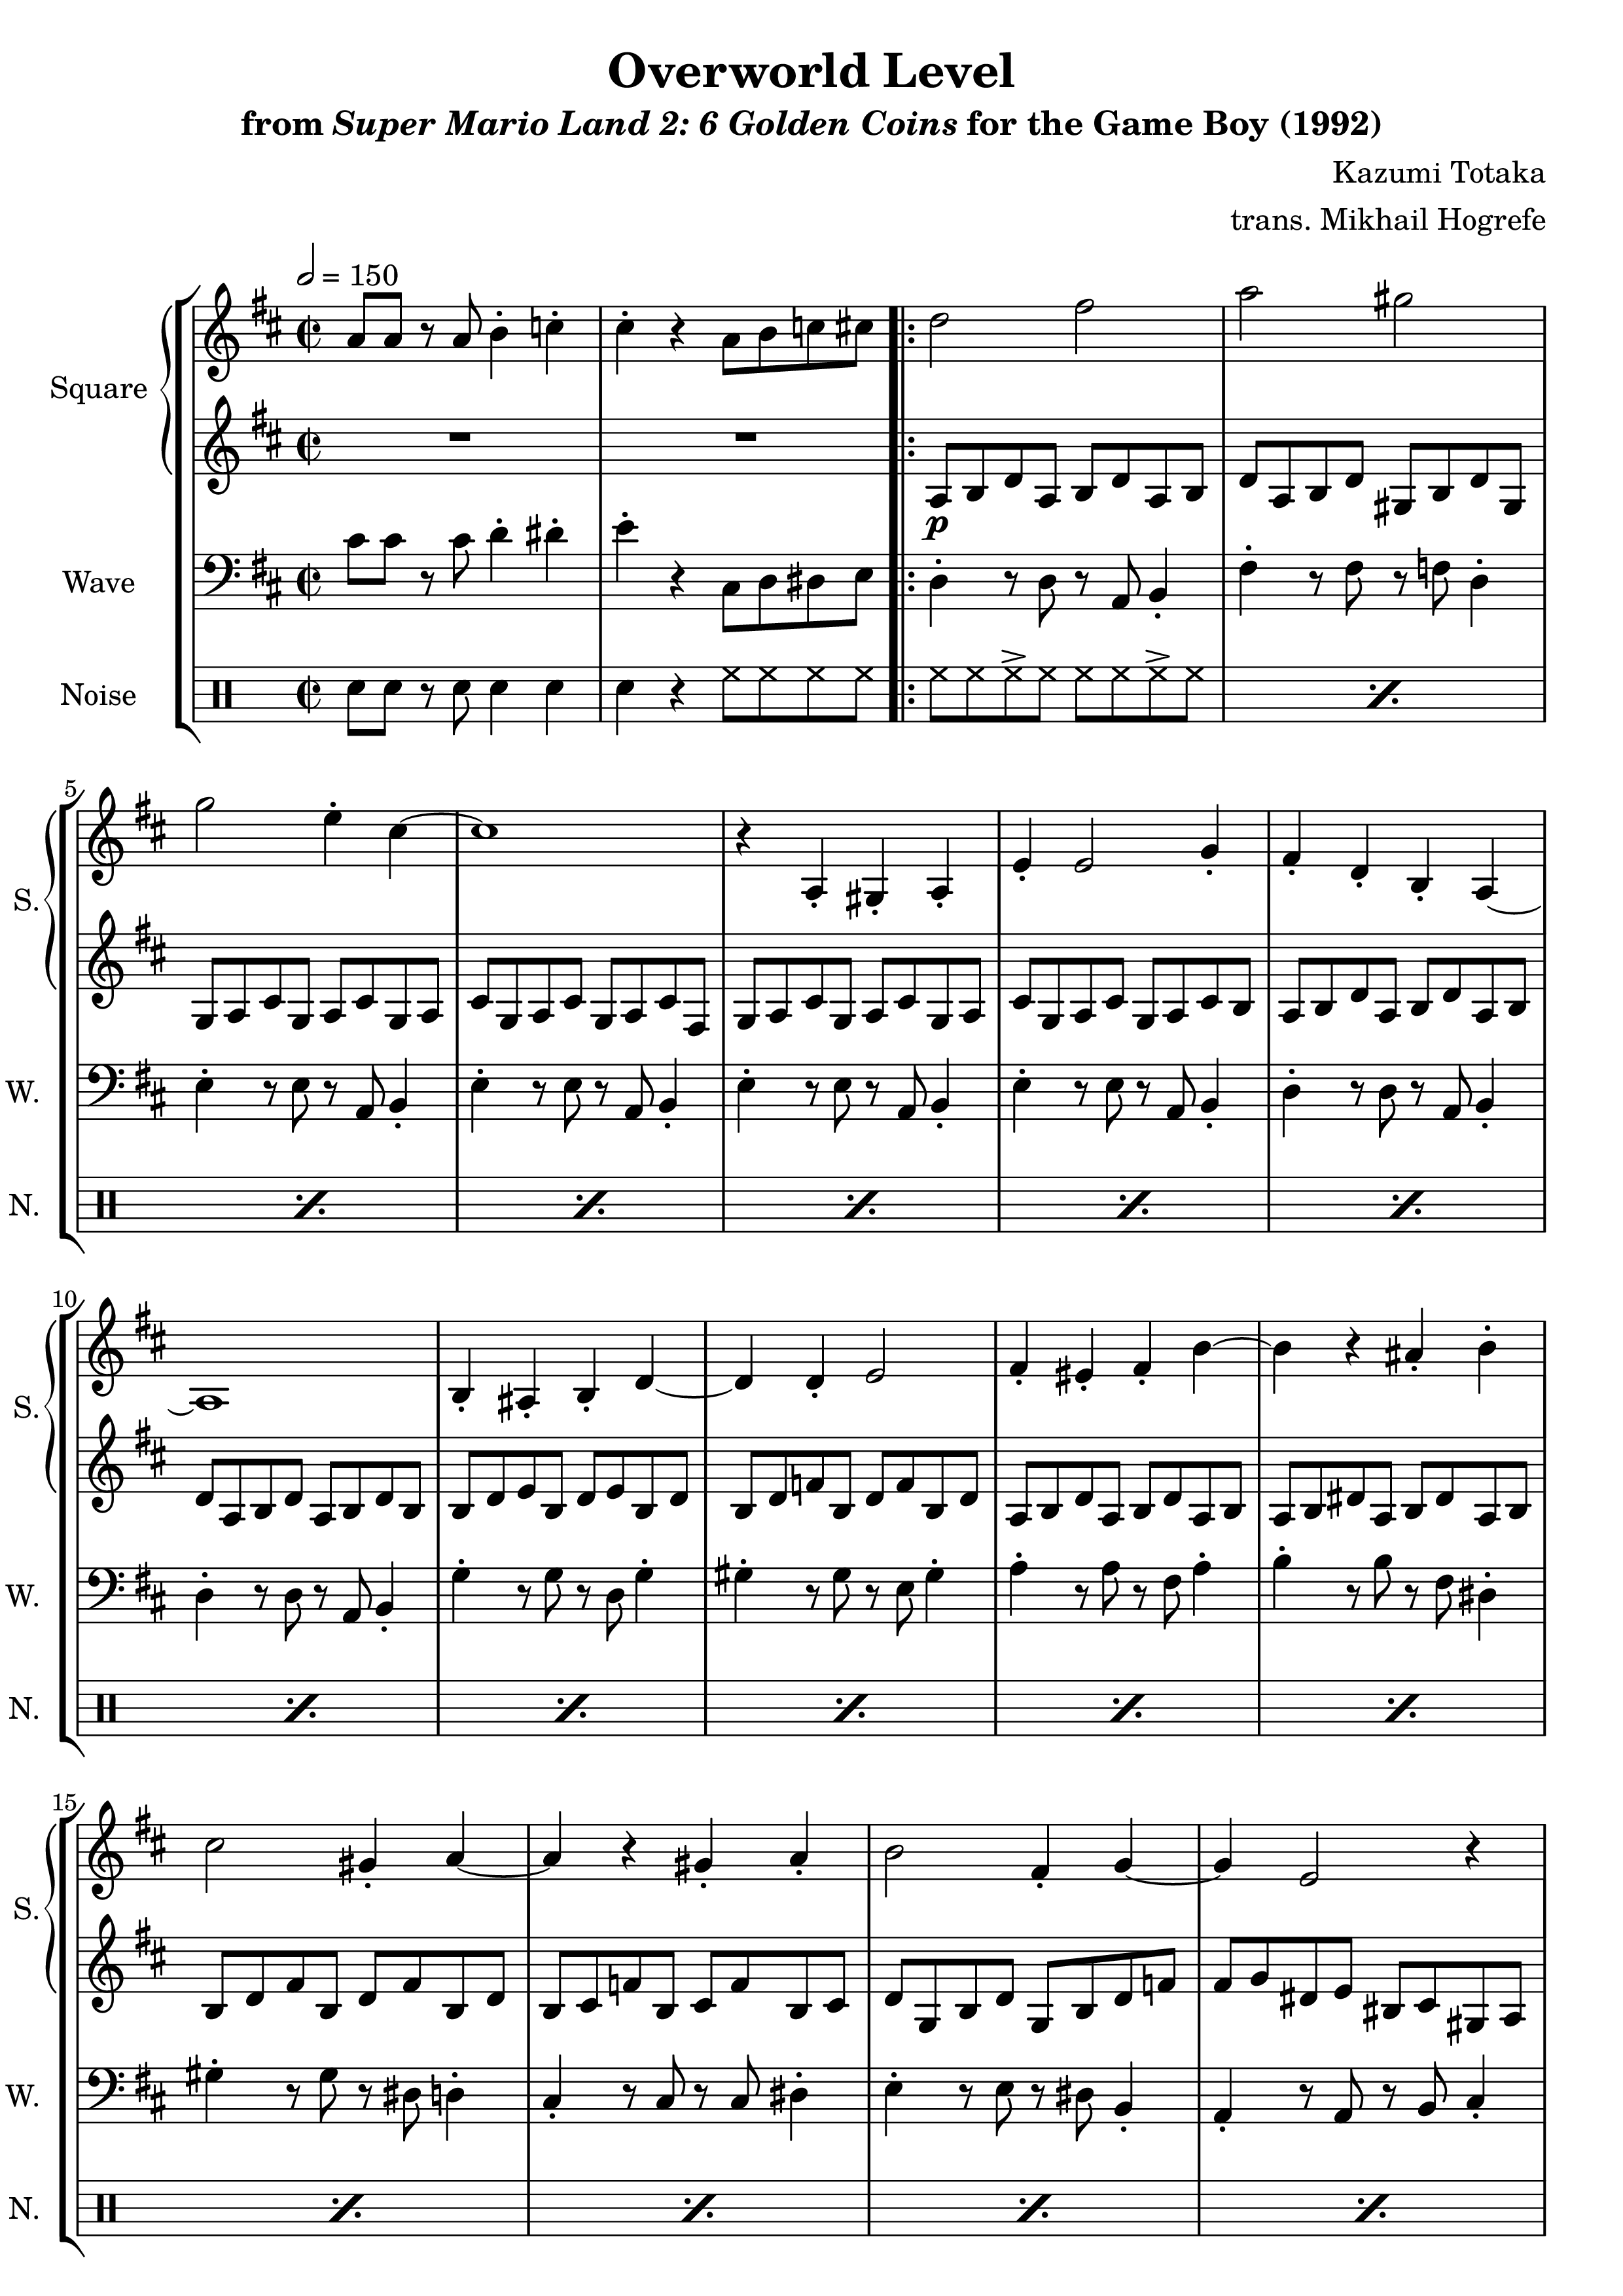 Overworld Level
from Super Mario Land 2: 6 Golden Coins for the Game Boy (1992)
Kazumi Totaka
trans. Mikhail Hogrefe
= 150
Square
p
Wave
Noise
5
S.
W.
N.
10
S.
W.
N.
15
S.
W.
N.